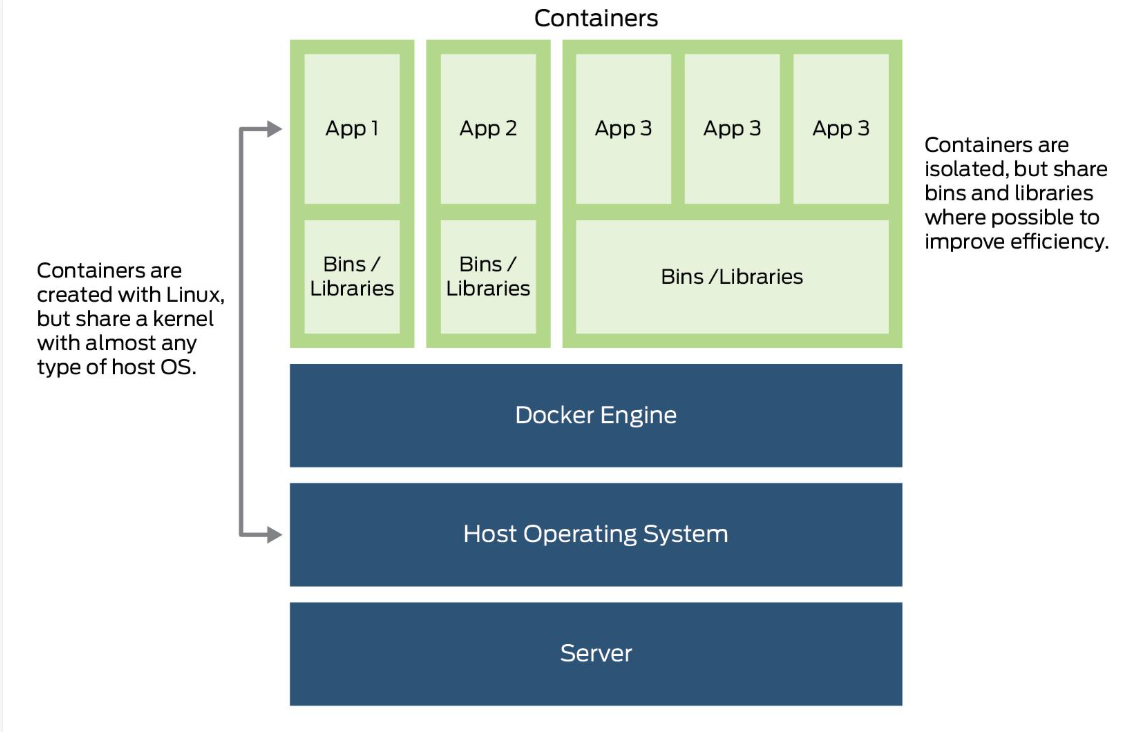 Containers
App 1
App 2
App 3
App 3
App 3
Bins /
Libraries
Bins /
Libraries
Bins /Libraries
Containers are
isolated, but share
bins and libraries
where possible to
improve efficiency.
Containers are
created with Linux,
but share a kernel
with almost any
type of host OS.
Docker Engine
Host Operating System
Server